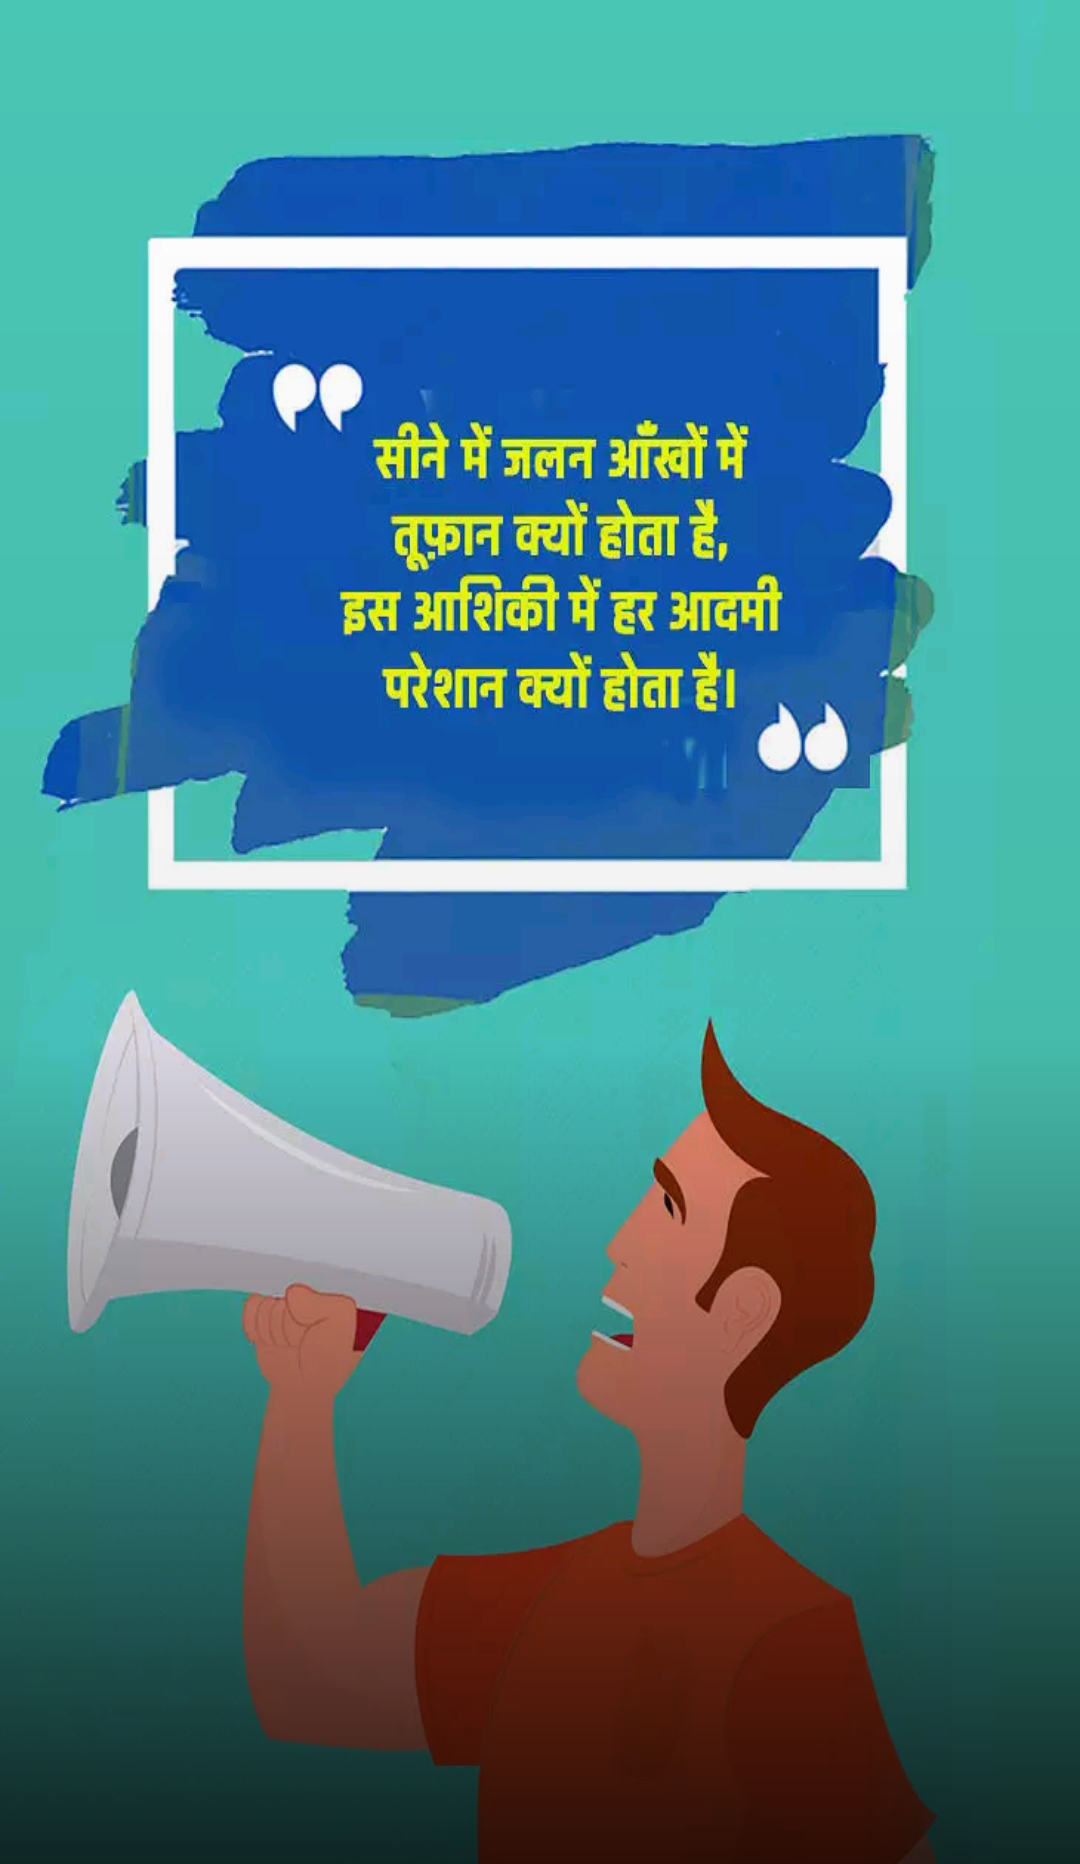 सीने में जलन आँखों में
तूफ़ान क्यों होता है,
इस आशिकी में हर आदमी
परेशान क्यों होता है।